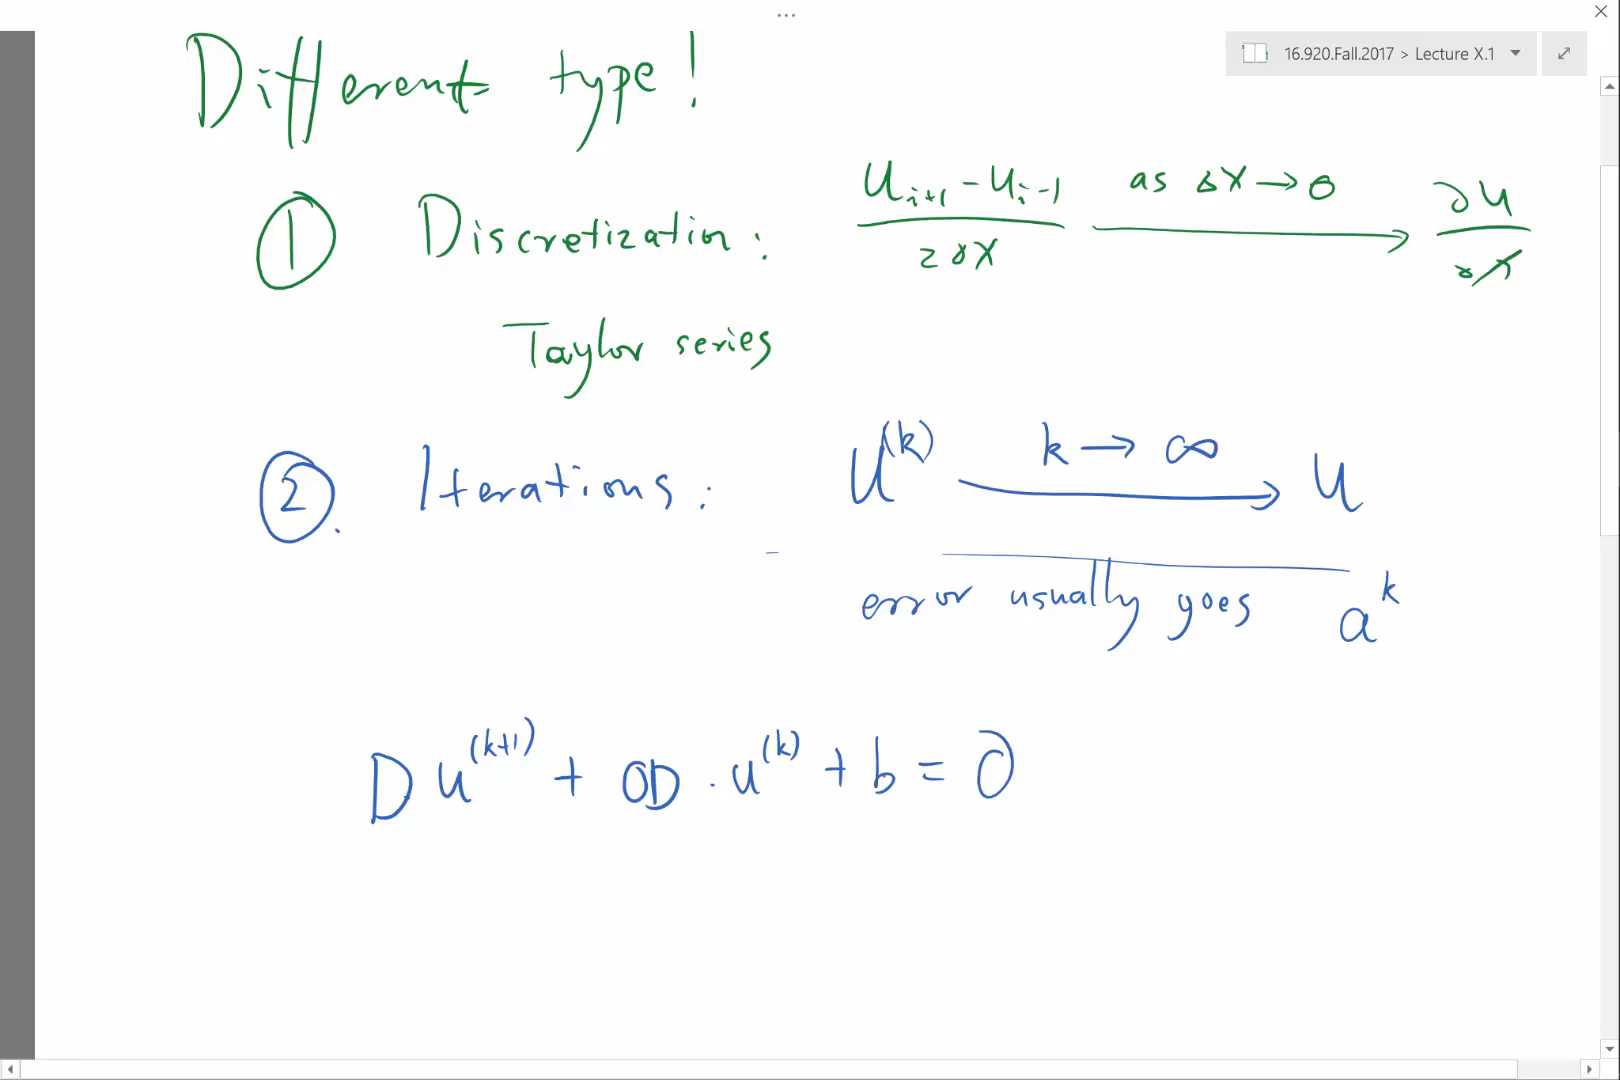 ...
16.920.Fall.2017 > Lecture X.1
Different type!
① Discretization: (u_{i+1} - u_{i-1}) / 2Δx as Δx → 0 ∂u/∂x
Taylor series
②. Iterations: u^{(k)} k → ∞ u
error usually goes a^k
D u^{(k+1)} + OD · u^{(k)} + b = 0